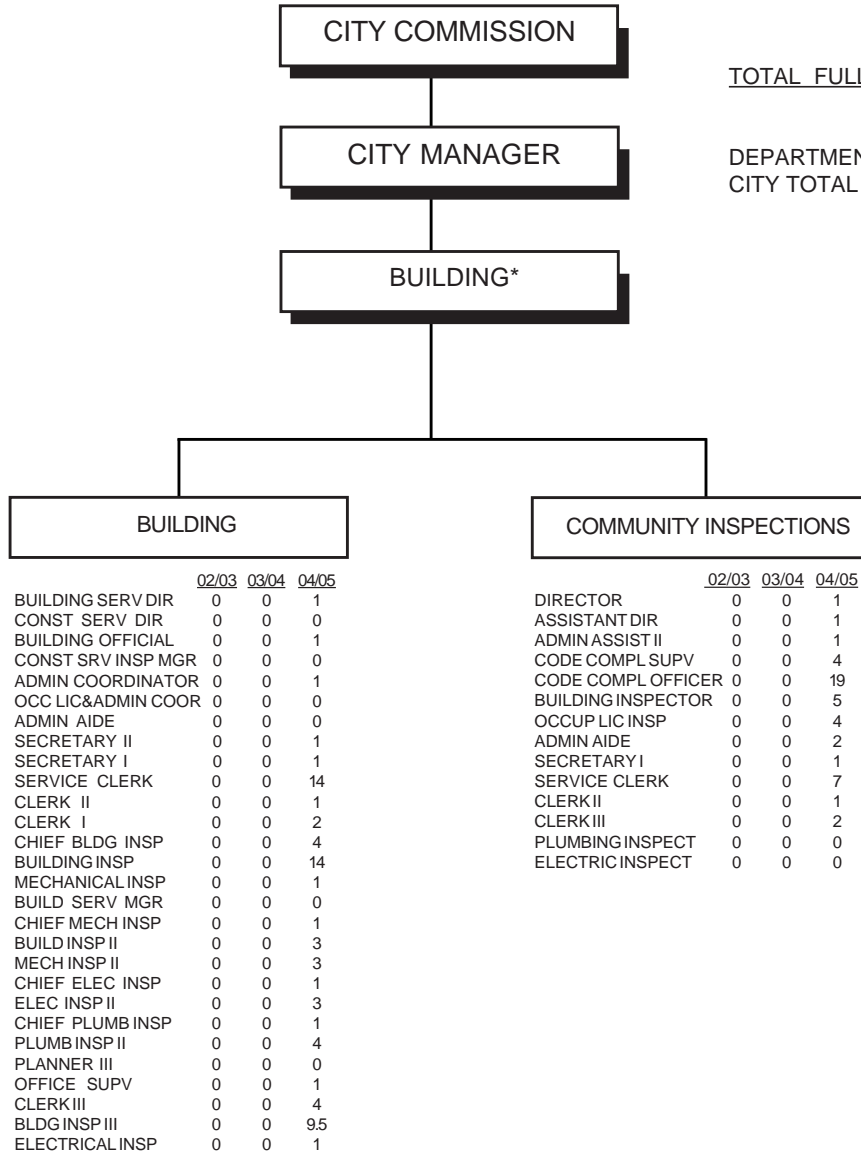 CITY COMMISSION
TOTAL FULL
CITY MANAGER
DEPARTMEN
CITY TOTAL
BUILDING*
BUILDING
02/03 03/04 04/05
BUILDING SERV DIR 0 0 1
CONST SERV DIR 0 0 0
BUILDING OFFICIAL 0 0 1
CONST SRV INSP MGR 0 0 0
ADMIN COORDINATOR 0 0 1
OCC LIC&ADMIN COOR 0 0 0
ADMIN AIDE 0 0 0
SECRETARY II 0 0 1
SECRETARY I 0 0 1
SERVICE CLERK 0 0 14
CLERK II 0 0 1
CLERK I 0 0 2
CHIEF BLDG INSP 0 0 4
BUILDING INSP 0 0 14
MECHANICAL INSP 0 0 1
BUILD SERV MGR 0 0 0
CHIEF MECH INSP 0 0 1
BUILD INSP II 0 0 3
MECH INSP II 0 0 3
CHIEF ELEC INSP 0 0 1
ELEC INSP II 0 0 3
CHIEF PLUMB INSP 0 0 1
PLUMB INSP II 0 0 4
PLANNER III 0 0 0
OFFICE SUPV 0 0 1
CLERK III 0 0 4
BLDG INSP III 0 0 9.5
ELECTRICAL INSP 0 0 1
COMMUNITY INSPECTIONS
02/03 03/04 04/05
DIRECTOR 0 0 1
ASSISTANT DIR 0 0 1
ADMIN ASSIST II 0 0 1
CODE COMPL SUPV 0 0 4
CODE COMPL OFFICER 0 0 19
BUILDING INSPECTOR 0 0 5
OCCUP LIC INSP 0 0 4
ADMIN AIDE 0 0 2
SECRETARY I 0 0 1
SERVICE CLERK 0 0 7
CLERK II 0 0 1
CLERK III 0 0 2
PLUMBING INSPECT 0 0 0
ELECTRIC INSPECT 0 0 0